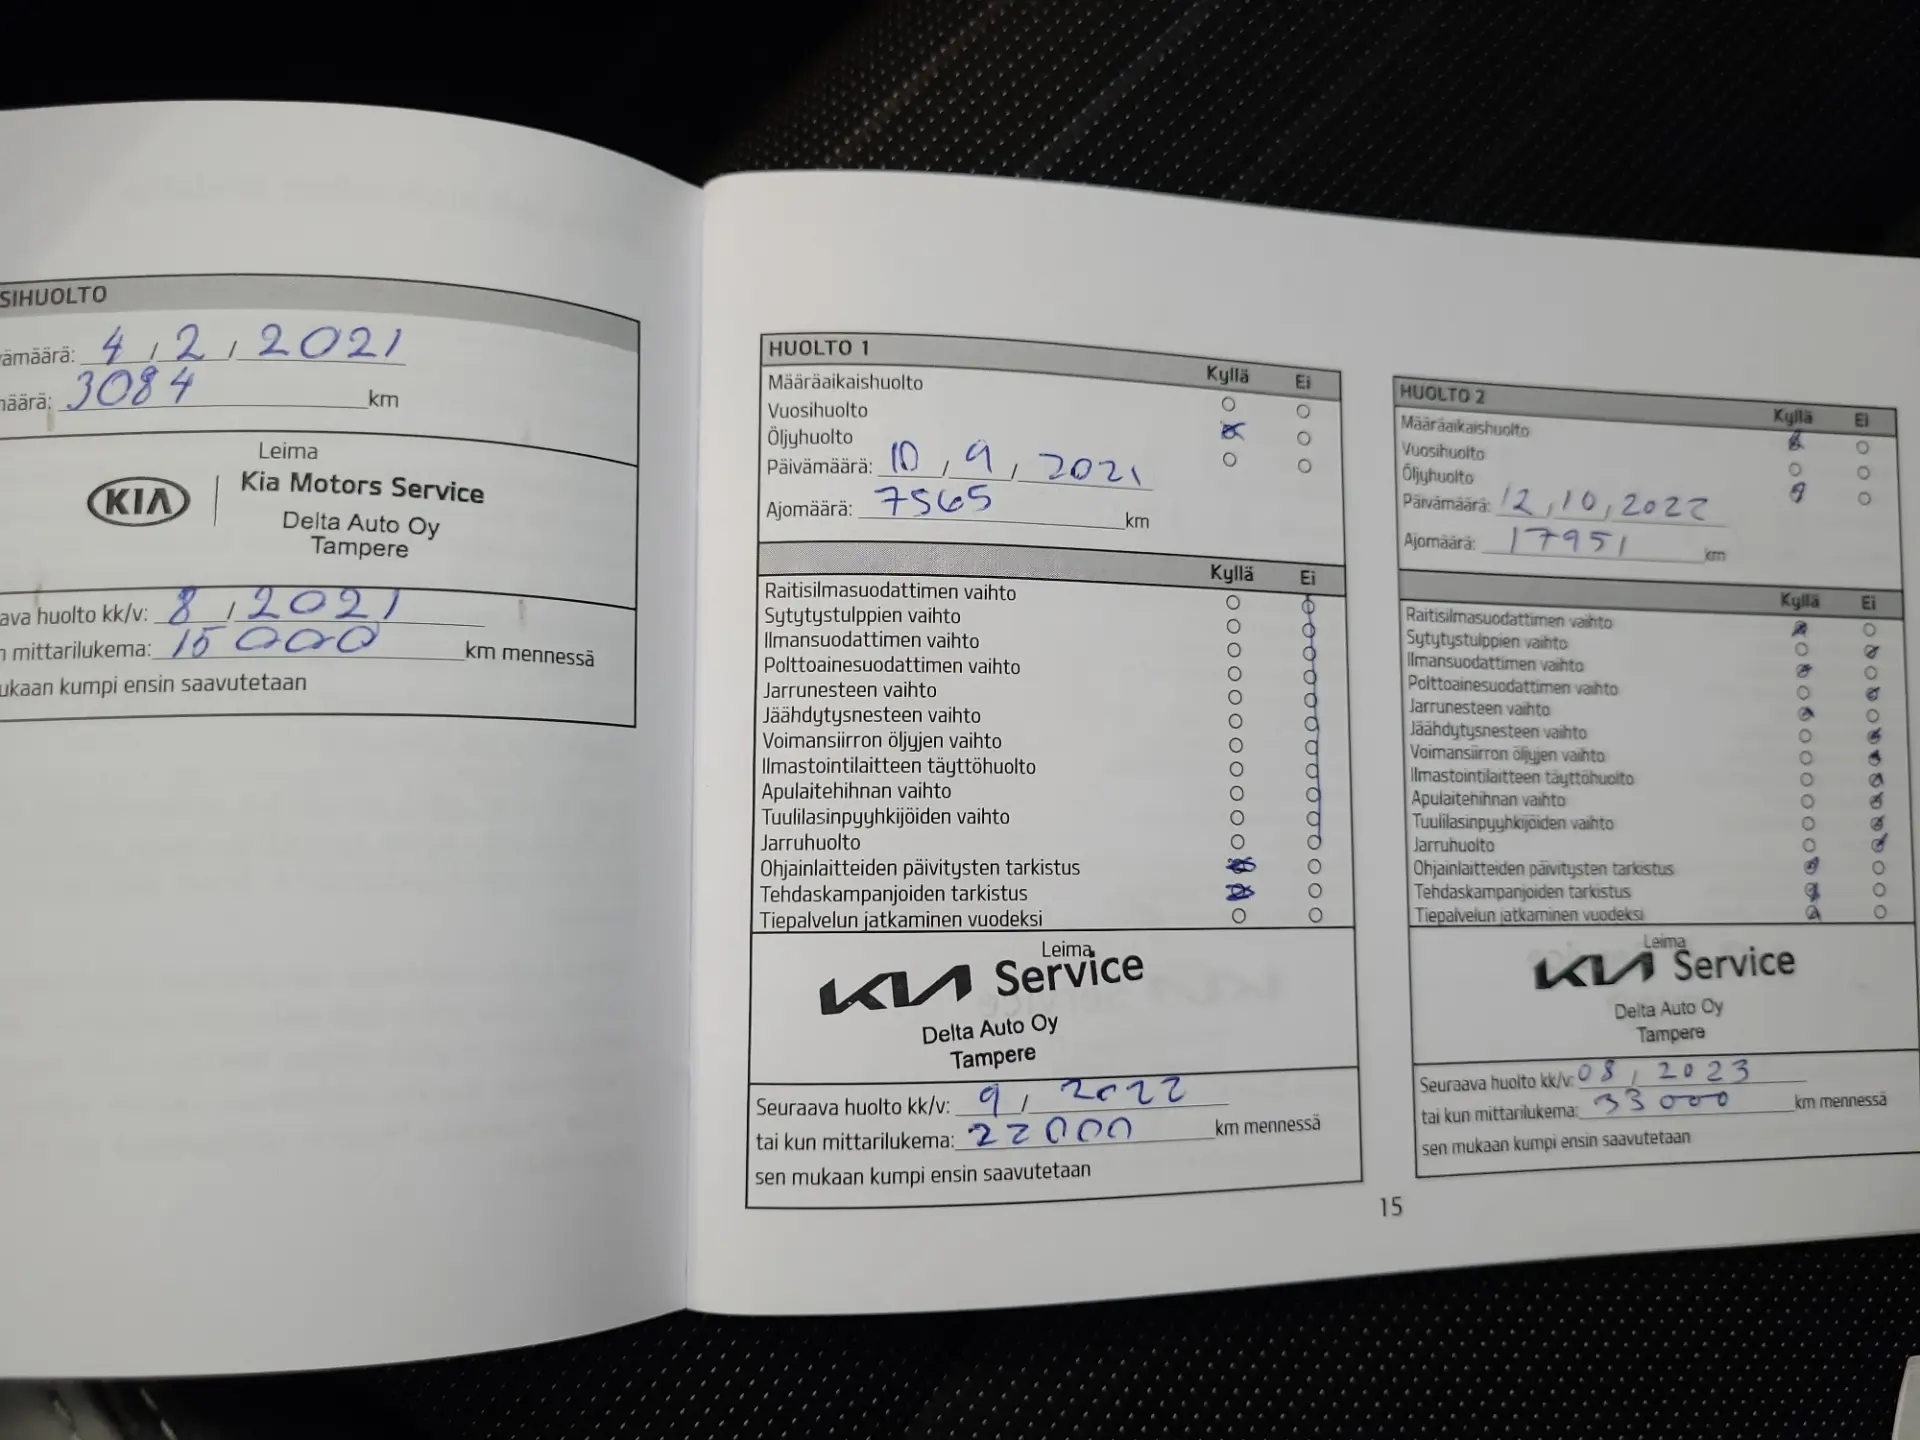 SIHUOLTO
ämäärä: 4 / 2 / 2021
määrä: 3084 km
Leima
KIA
Kia Motors Service
Delta Auto Oy
Tampere
ava huolto kk/v: 8 / 2021
n mittarilukema: 15000 km mennessä
ukaan kumpi ensin saavutetaan
HUOLTO 1
Kyllä Ei
Määräaikaishuolto
Vuosihuolto
Öljyhuolto
Päivämäärä: 10 / 9 / 2021
Ajomäärä: 7565 km
Kyllä Ei
Raitisilmasuodattimen vaihto
Sytytystulppien vaihto
Ilmansuodattimen vaihto
Polttoainesuodattimen vaihto
Jarrunesteen vaihto
Jäähdytysnesteen vaihto
Voimansiirron öljyjen vaihto
Ilmastointilaitteen täyttöhuolto
Apulaitehihnan vaihto
Tuulilasinpyyhkijöiden vaihto
Jarruhuolto
Ohjainlaitteiden päivitysten tarkistus
Tehdaskampanjoiden tarkistus
Tiepalvelun jatkaminen vuodeksi
Leima
KIA Service
Delta Auto Oy
Tampere
Seuraava huolto kk/v: 9 / 2022
tai kun mittarilukema: 22000 km mennessä
sen mukaan kumpi ensin saavutetaan
HUOLTO 2
Kyllä Ei
Määräaikaishuolto
Vuosihuolto
Öljyhuolto
Päivämäärä: 12 / 10 / 2022
Ajomäärä: 17951 km
Kyllä Ei
Raitisilmasuodattimen vaihto
Sytytystulppien vaihto
Ilmansuodattimen vaihto
Polttoainesuodattimen vaihto
Jarrunesteen vaihto
Jäähdytysnesteen vaihto
Voimansiirron öljyjen vaihto
Ilmastointilaitteen täyttöhuolto
Apulaitehihnan vaihto
Tuulilasinpyyhkijöiden vaihto
Jarruhuolto
Ohjainlaitteiden päivitysten tarkistus
Tehdaskampanjoiden tarkistus
Tiepalvelun jatkaminen vuodeksi
Leima
KIA Service
Delta Auto Oy
Tampere
Seuraava huolto kk/v: 08 / 2023
tai kun mittarilukema: 33000 km mennessä
sen mukaan kumpi ensin saavutetaan
15